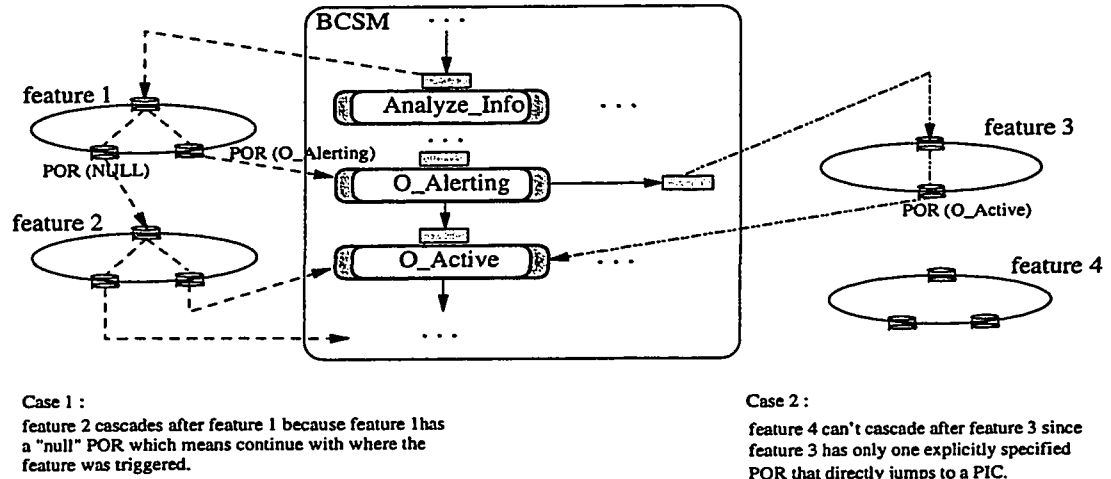 BCSM
. . .
feature 1
Analyze_Info
. . .
feature 3
. . .
POR (NULL)
POR (O_Alerting)
O_Alerting
POR (O_Active)
feature 2
O_Active
. . .
feature 4
. . .
Case 1 :
feature 2 cascades after feature 1 because feature 1has
a "null" POR which means continue with where the
feature was triggered.
Case 2 :
feature 4 can't cascade after feature 3 since
feature 3 has only one explicitly specified
POR that directly jumps to a PIC.